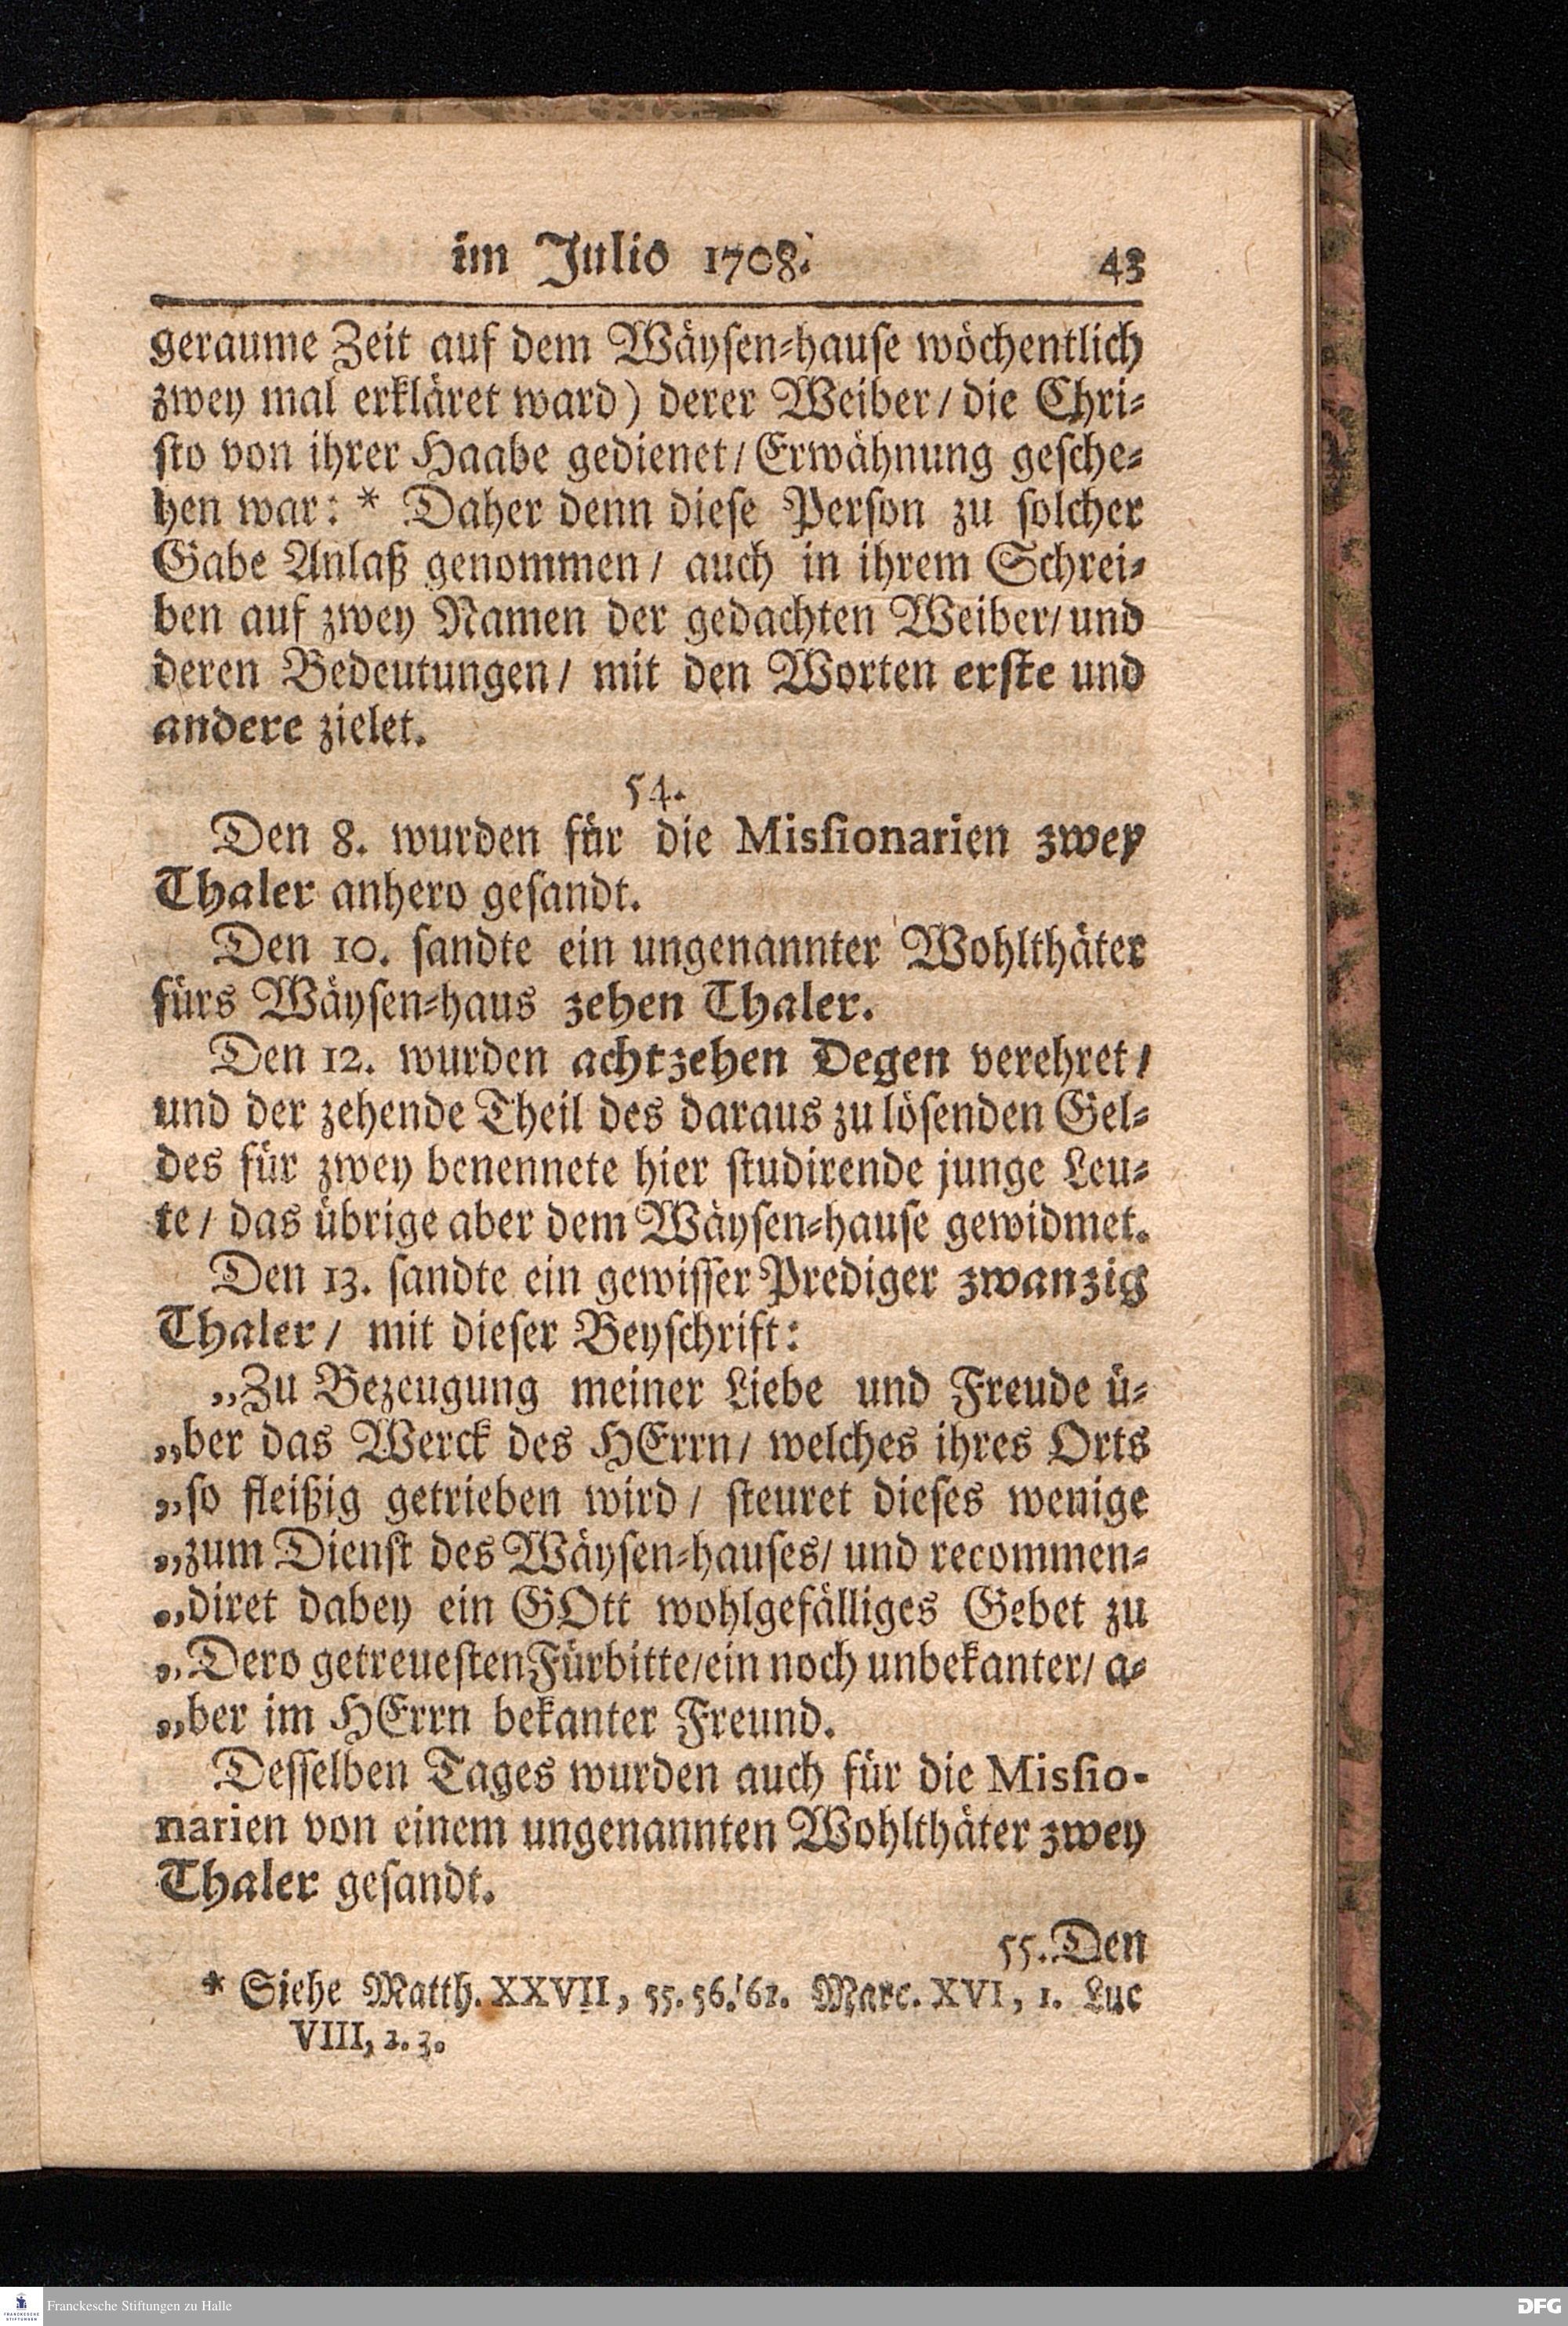 im Julio 1708.
43
geraume Zeit auf dem Wäysen-hause wöchentlich
zwey mal erkläret ward) derer Weiber / die Chri-
sto von ihrer Haabe gedienet / Erwähnung gesche-
hen war: * Daher denn diese Person zu solcher
Gabe Anlaß genommen / auch in ihrem Schrei-
ben auf zwey Namen der gedachten Weiber / und
deren Bedeutungen / mit den Worten erste und
andere zielet.
54.
Den 8. wurden für die Missionarien zwey
Thaler anhero gesandt.
Den 10. sandte ein ungenannter Wohlthäter
fürs Wäysen-haus zehen Thaler.
Den 12. wurden achtzehen Degen verehret /
und der zehende Theil des daraus zu lösenden Gel-
des für zwey benennete hier studirende junge Leu-
te / das übrige aber dem Wäysen-hause gewidmet.
Den 13. sandte ein gewisser Prediger zwanzig
Thaler / mit dieser Beyschrift:
„Zu Bezeugung meiner Liebe und Freude ü-
„ber das Werck des HErrn / welches ihres Orts
„so fleißig getrieben wird / steuret dieses wenige
„zum Dienst des Wäysen-hauses / und recommen-
„diret dabey ein GOtt wohlgefälliges Gebet zu
„Dero getreuesten Fürbitte / ein noch unbekanter / a-
„ber im HErrn bekanter Freund.
Desselben Tages wurden auch für die Missio-
narien von einem ungenannten Wohlthäter zwey
Thaler gesandt.
55. Den
* Siehe Matth. XXVII, 55. 56. 61. Marc. XVI, 1. Luc
VIII, 2. 3.
FRANCKESCHE STIFTUNGEN
Franckesche Stiftungen zu Halle
DFG